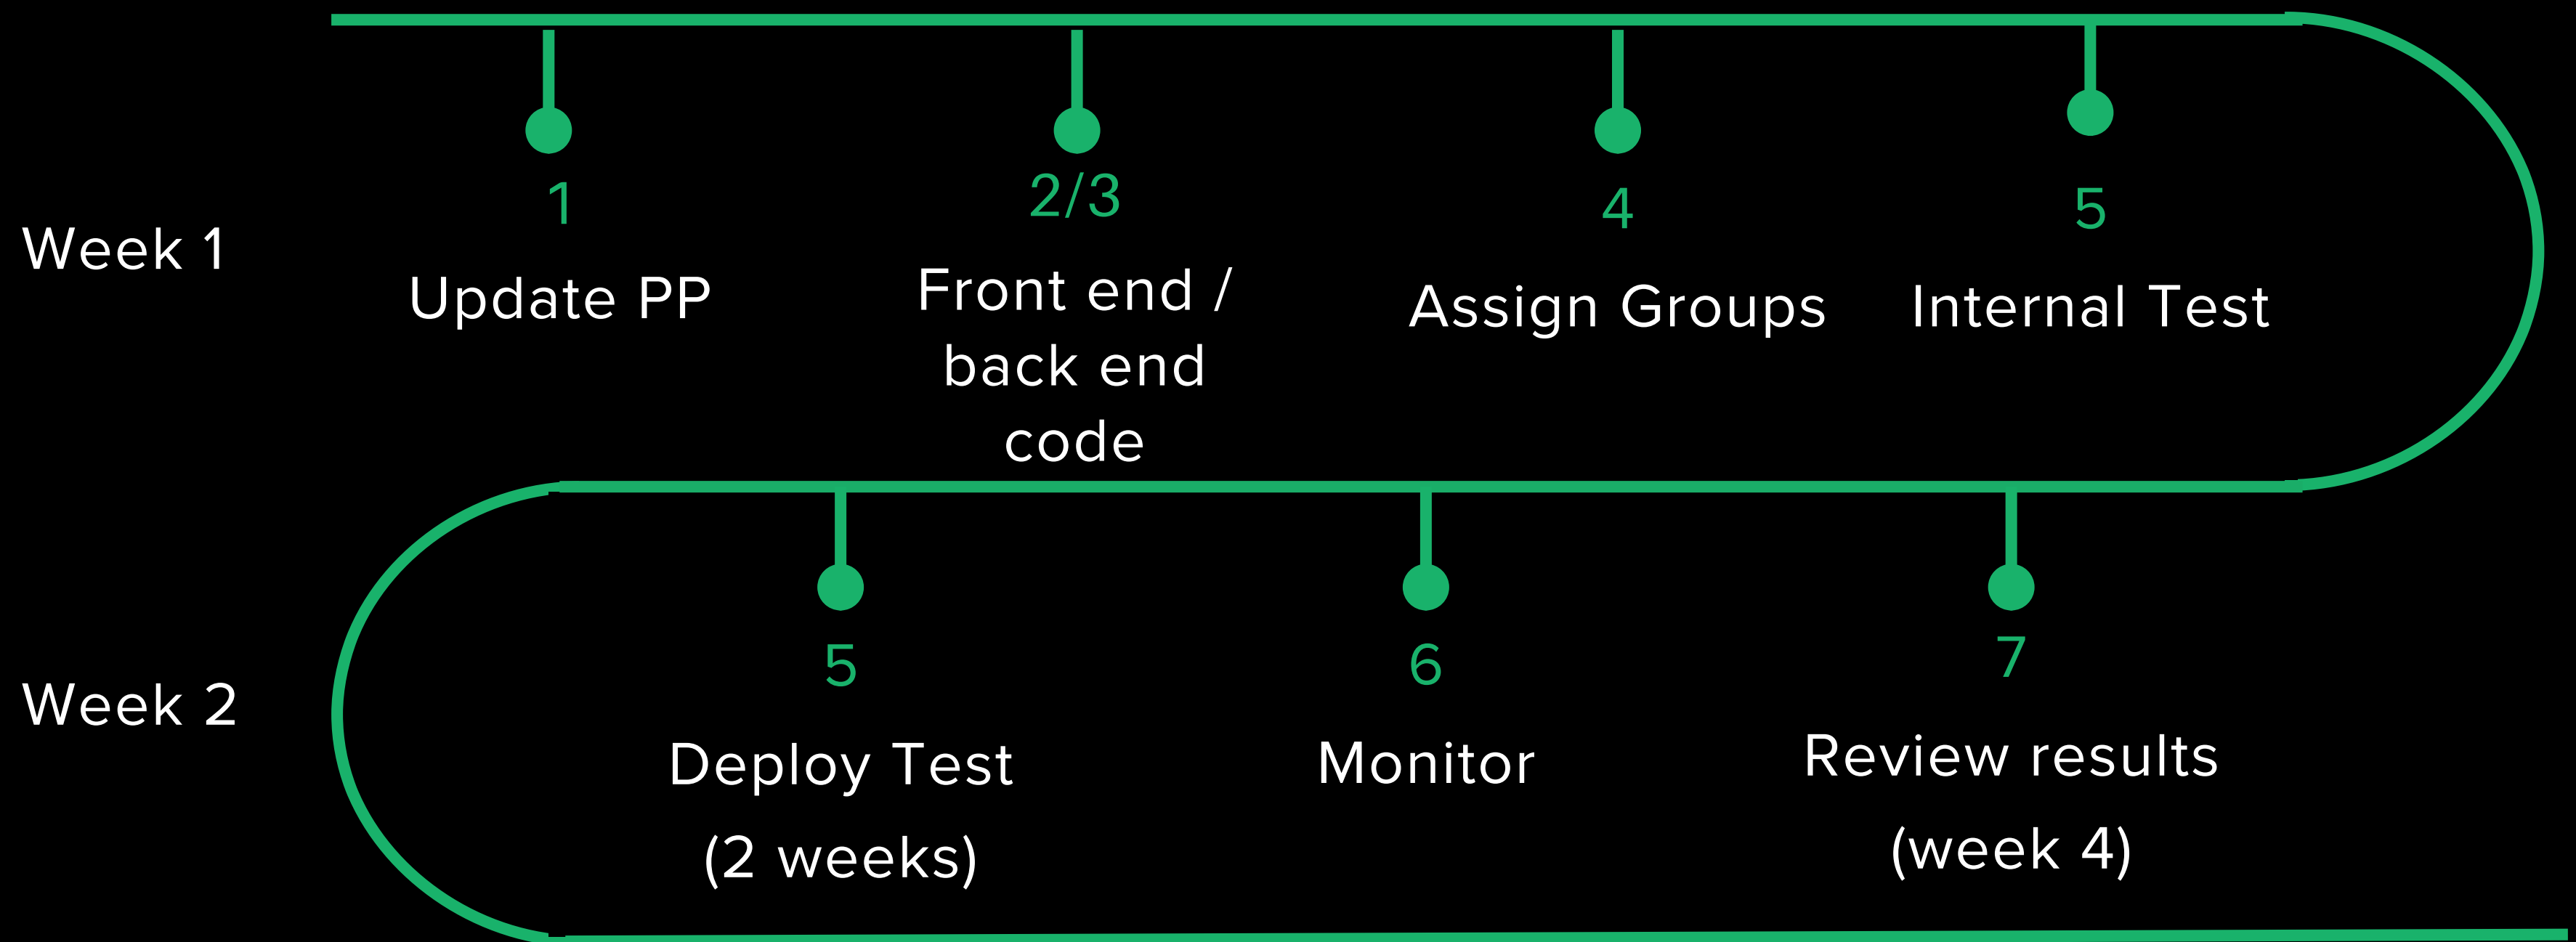 1
2/3
4
5
Week 1
Update PP
Front end /
back end
code
Assign Groups
Internal Test
5
6
7
Week 2
Deploy Test
(2 weeks)
Monitor
Review results
(week 4)